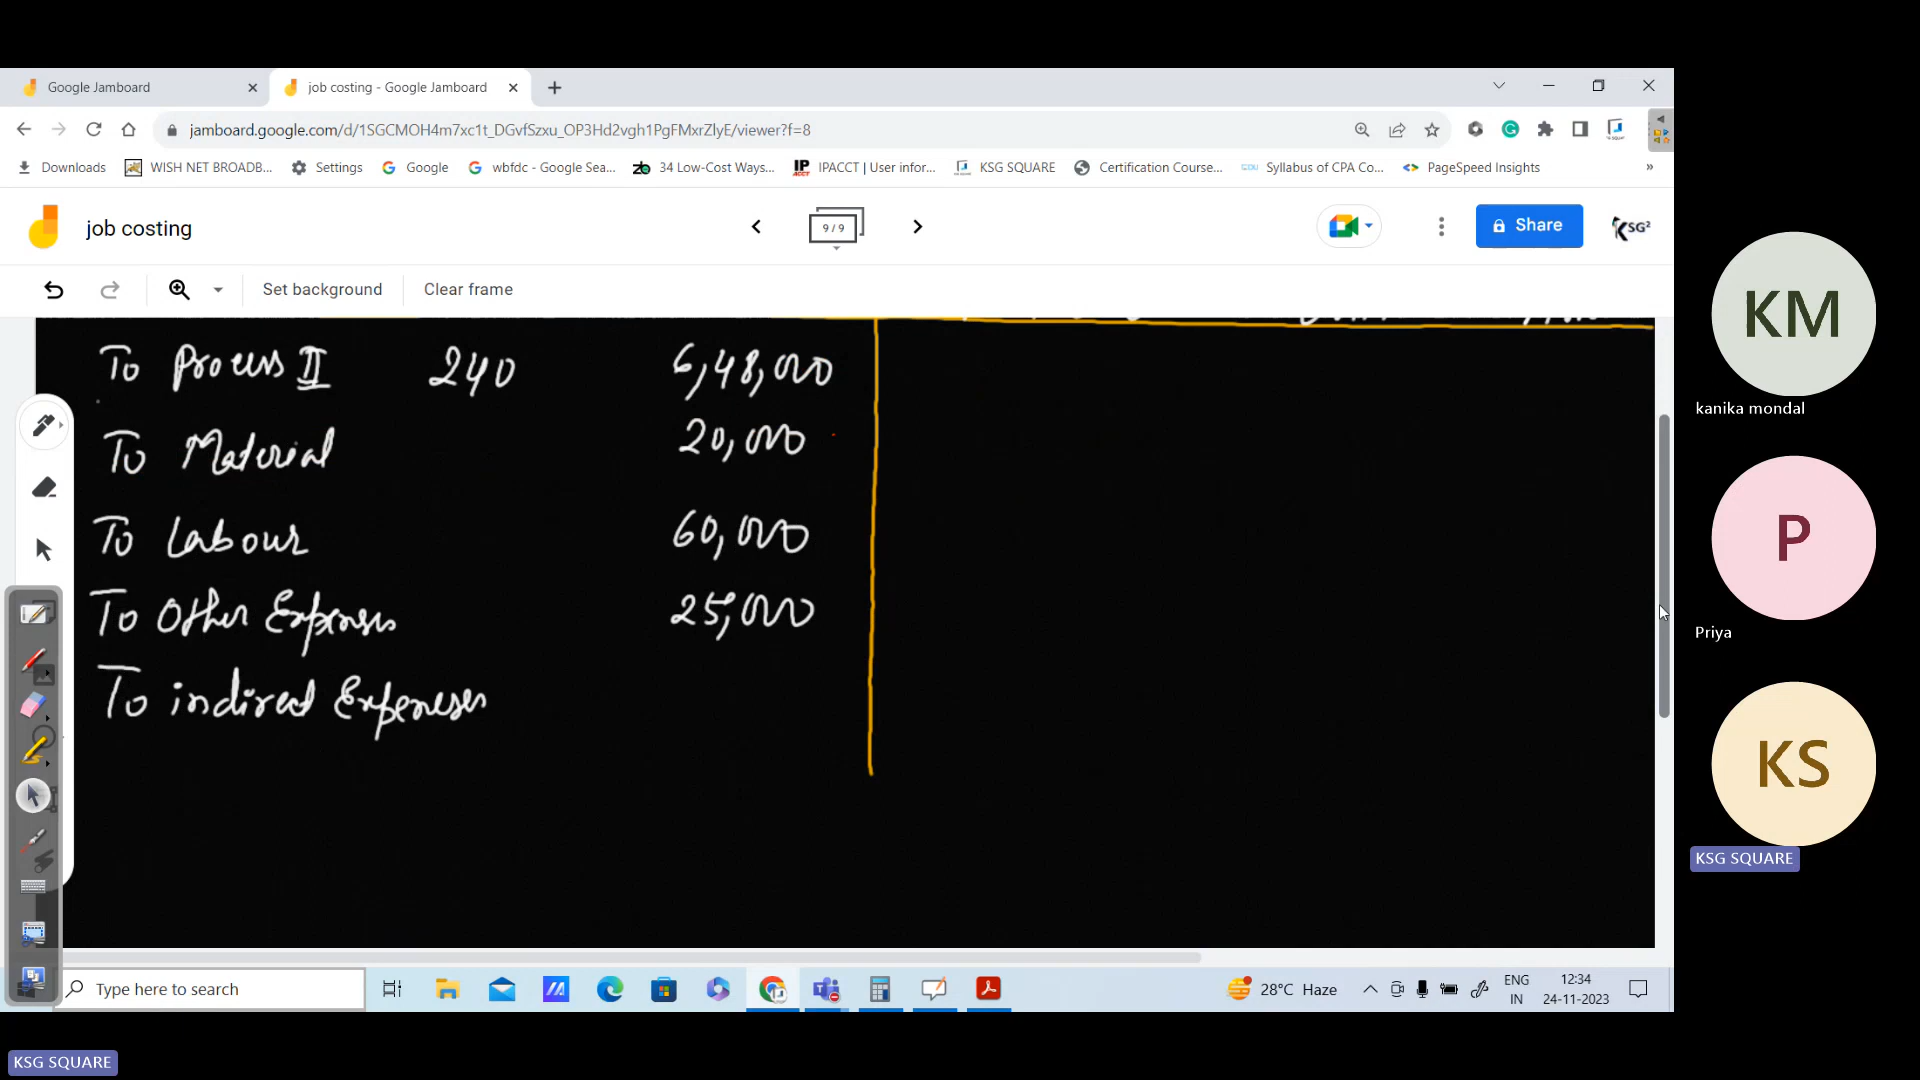 Google Jamboard
job costing - Google Jamboard
jamboard.google.com/d/1SGCMOH4m7xc1t_DGvfSzxu_OP3Hd2vgh1PgFMxrZlyE/viewer?f=8
Downloads WISH NET BROADB... Settings Google wbfdc - Google Sea... 34 Low-Cost Ways... IPACCT | User infor... KSG SQUARE Certification Course... Syllabus of CPA Co... PageSpeed Insights »
job costing
9 / 9
Share
KSG²
Set background Clear frame
To Process II 240 6,48,000
To Material 20,000
To Labour 60,000
To Other Expenses 25,000
To indirect Expeneses
KM
kanika mondal
P
Priya
KS
KSG SQUARE
Type here to search
28°C Haze
ENG
IN
12:34
24-11-2023
KSG SQUARE